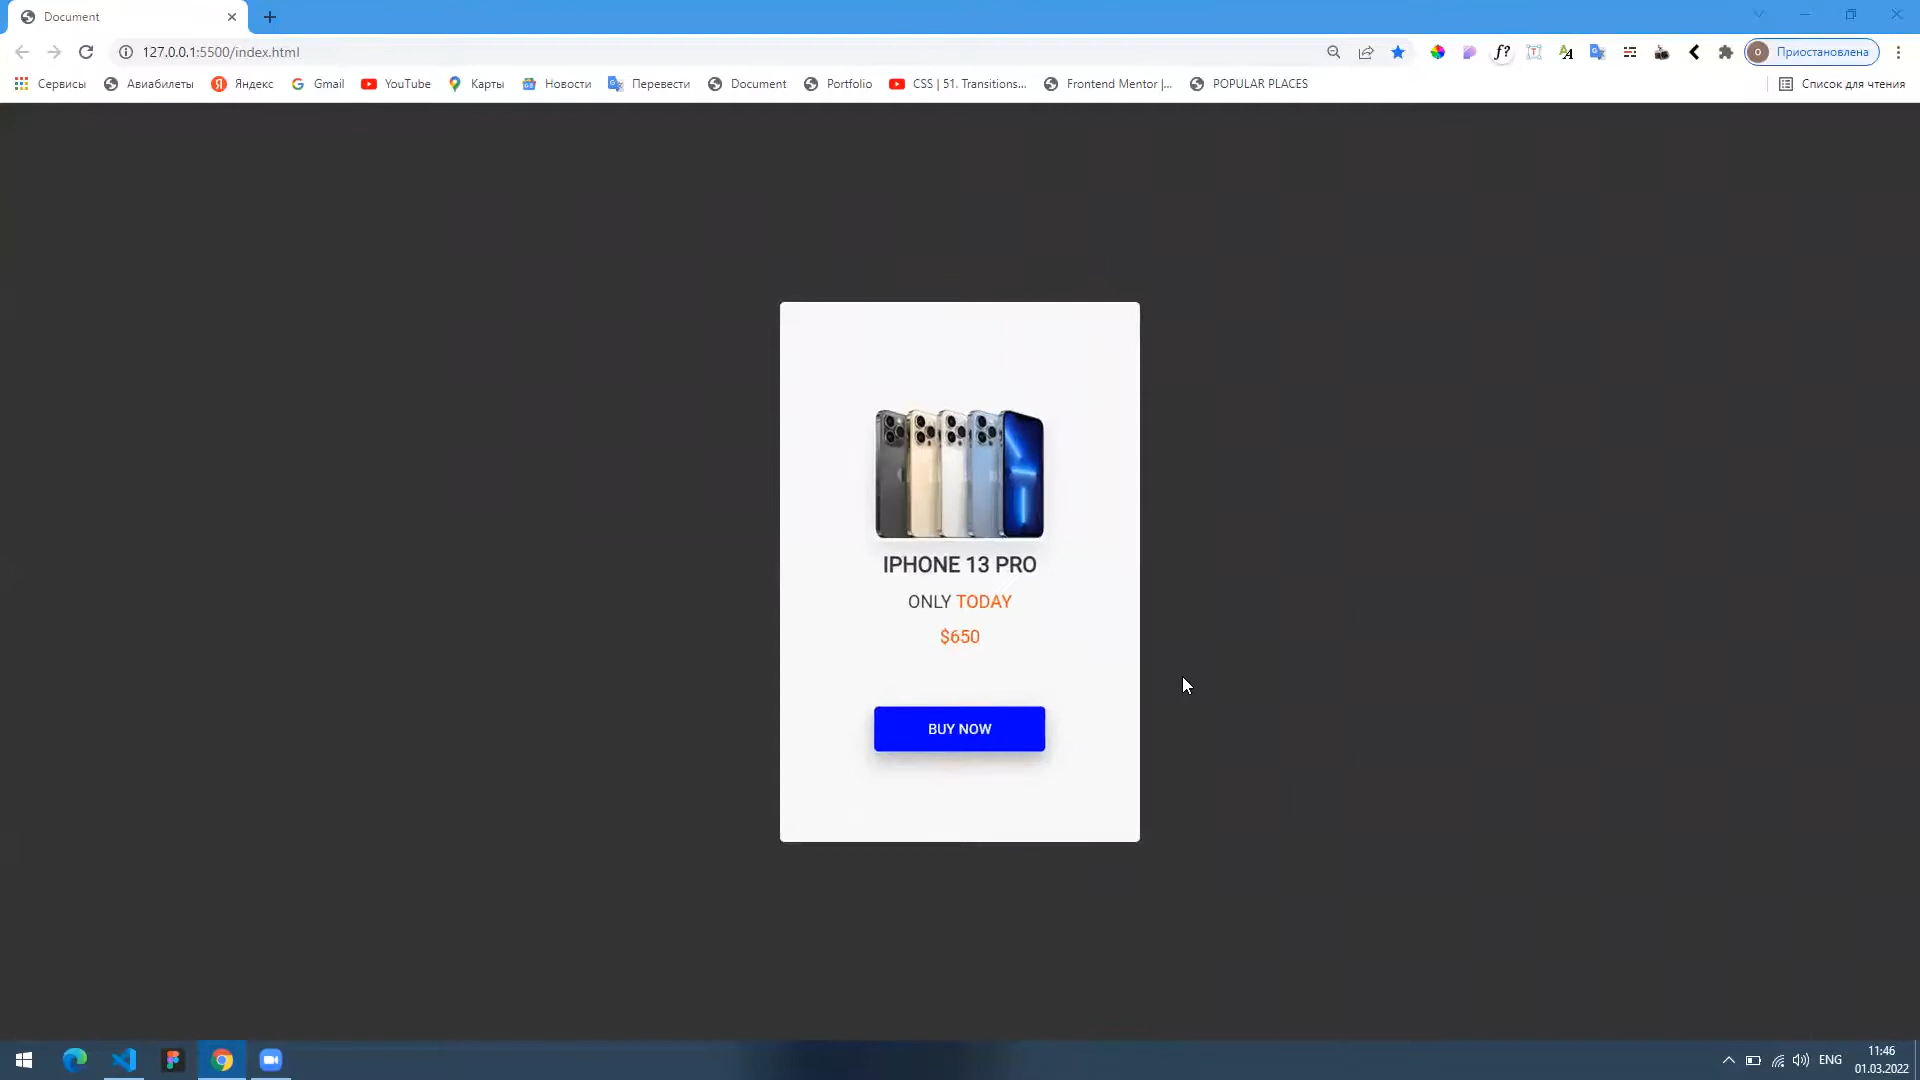 Document
127.0.0.1:5500/index.html
О Приостановлена
Сервисы Авиабилеты Яндекс Gmail YouTube Карты Новости Перевести Document Portfolio CSS | 51. Transitions... Frontend Mentor |... POPULAR PLACES Список для чтения
IPHONE 13 PRO
ONLY TODAY
$650
BUY NOW
ENG
11:46
01.03.2022